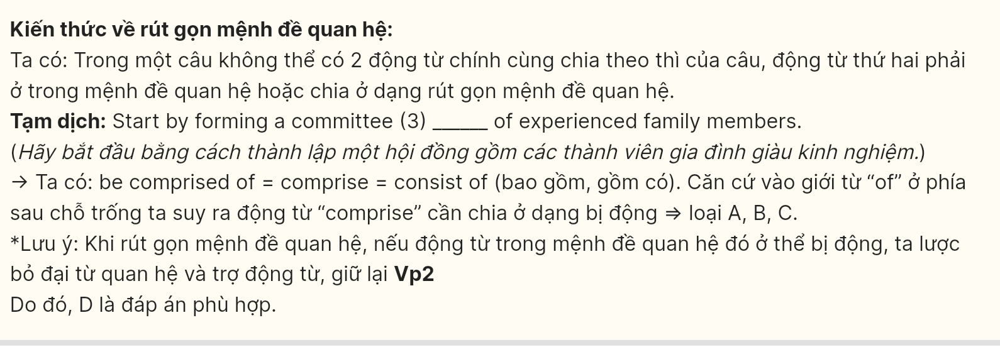 Kiến thức về rút gọn mệnh đề quan hệ:
Ta có: Trong một câu không thể có 2 động từ chính cùng chia theo thì của câu, động từ thứ hai phải
ở trong mệnh đề quan hệ hoặc chia ở dạng rút gọn mệnh đề quan hệ.
Tạm dịch: Start by forming a committee (3) ______ of experienced family members.
(Hãy bắt đầu bằng cách thành lập một hội đồng gồm các thành viên gia đình giàu kinh nghiệm.)
→ Ta có: be comprised of = comprise = consist of (bao gồm, gồm có). Căn cứ vào giới từ “of” ở phía
sau chỗ trống ta suy ra động từ “comprise” cần chia ở dạng bị động ⇒ loại A, B, C.
*Lưu ý: Khi rút gọn mệnh đề quan hệ, nếu động từ trong mệnh đề quan hệ đó ở thể bị động, ta lược
bỏ đại từ quan hệ và trợ động từ, giữ lại Vp2
Do đó, D là đáp án phù hợp.